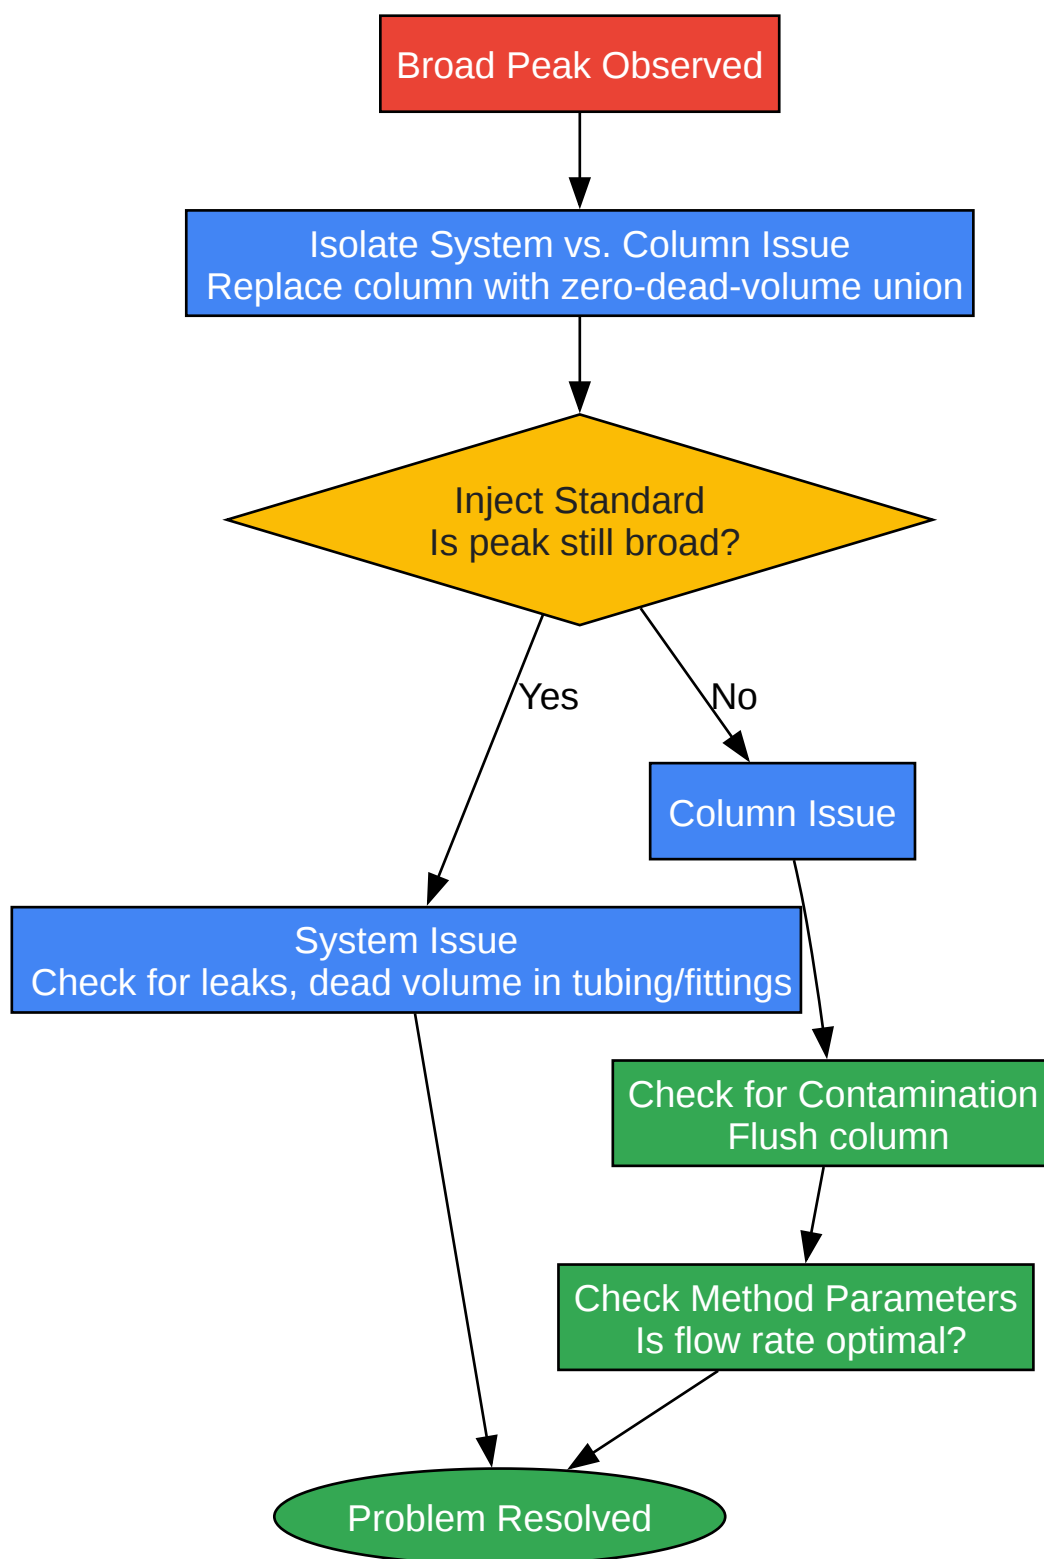 Broad Peak Observed
Isolate System vs. Column Issue
Replace column with zero-dead-volume union
Inject Standard
Is peak still broad?
Yes
No
Column Issue
System Issue
Check for leaks, dead volume in tubing/fittings
Check for Contamination
Flush column
Check Method Parameters
Is flow rate optimal?
Problem Resolved